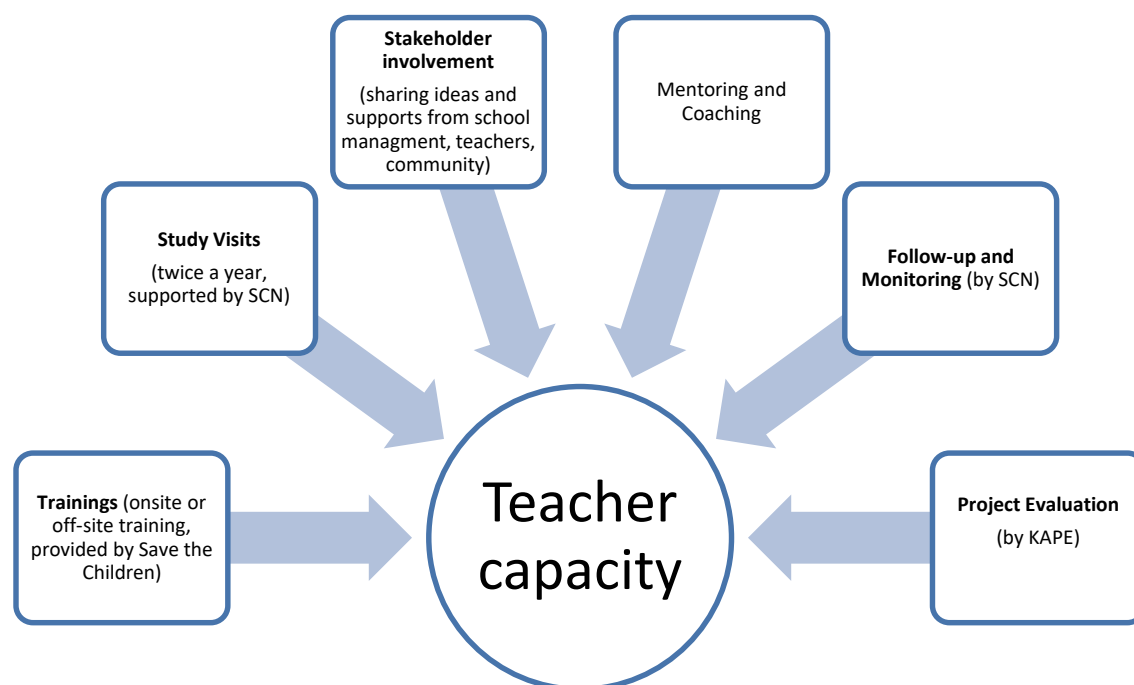 Trainings (onsite or
off-site training,
provided by Save the
Children)
Study Visits
(twice a year,
supported by SCN)
Stakeholder
involvement
(sharing ideas and
supports from school
managment, teachers,
community)
Mentoring and
Coaching
Follow-up and
Monitoring (by SCN)
Project Evaluation
(by KAPE)
Teacher
capacity